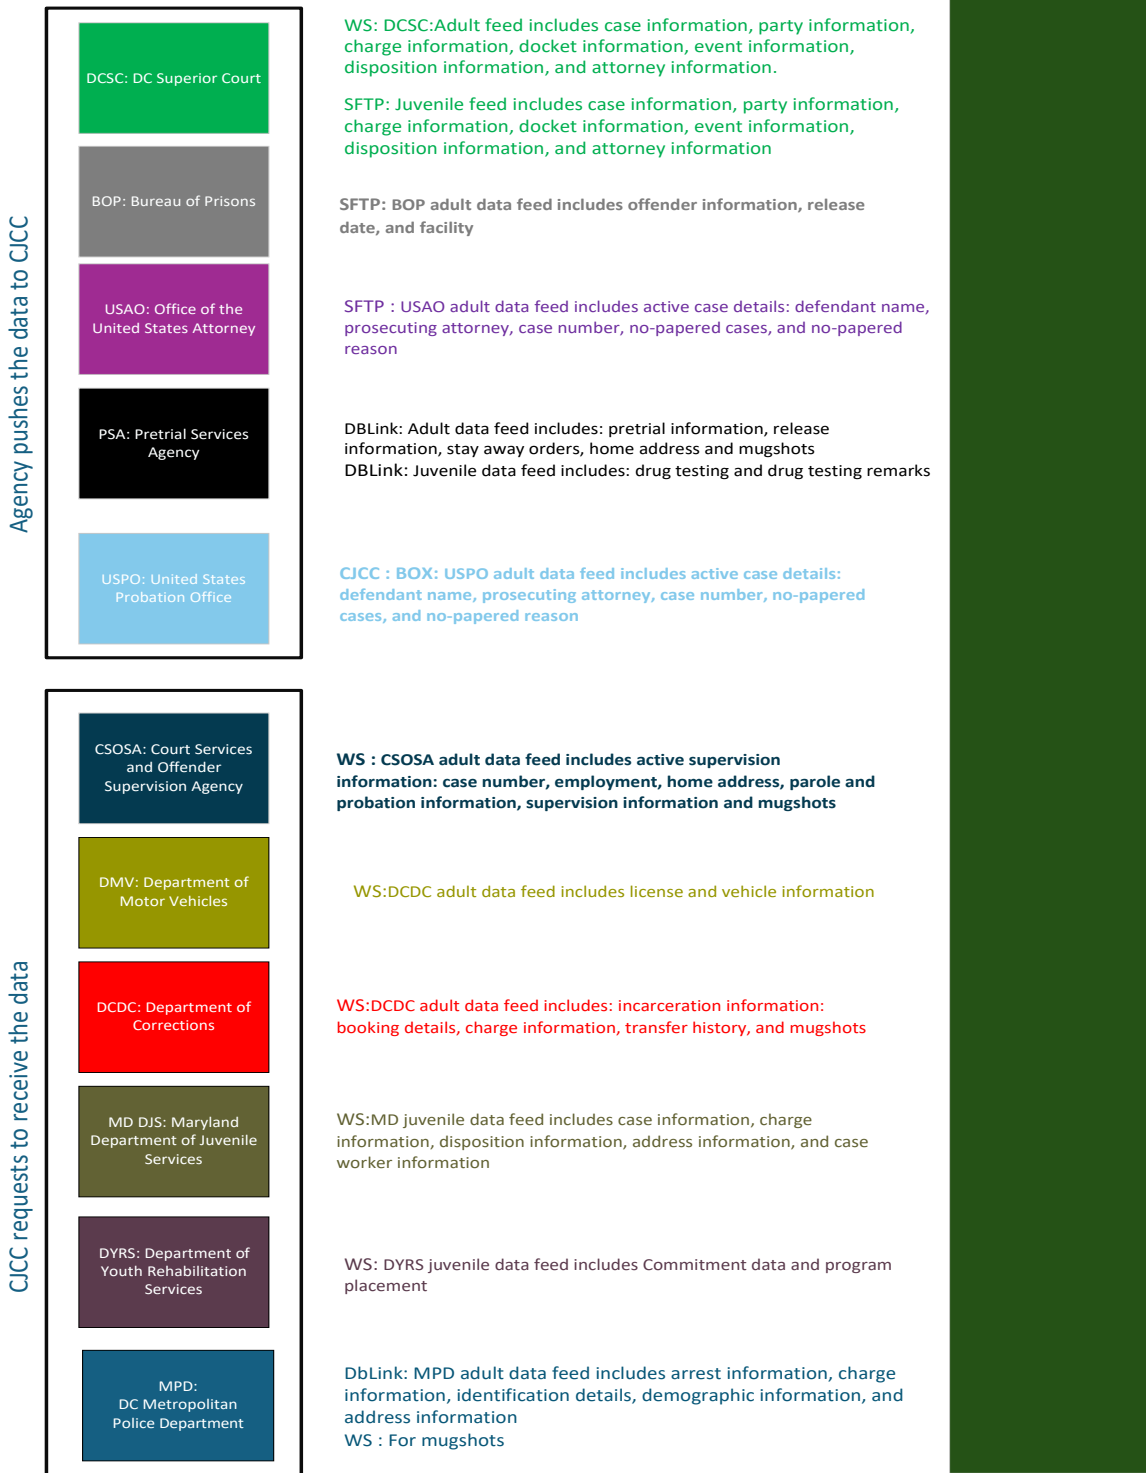 Agency pushes the data to CJCC
DCSC: DC Superior Court
WS: DCSC:Adult feed includes case information, party information,
charge information, docket information, event information,
disposition information, and attorney information.
SFTP: Juvenile feed includes case information, party information,
charge information, docket information, event information,
disposition information, and attorney information
BOP: Bureau of Prisons
SFTP: BOP adult data feed includes offender information, release
date, and facility
USAO: Office of the
United States Attorney
SFTP : USAO adult data feed includes active case details: defendant name,
prosecuting attorney, case number, no-papered cases, and no-papered
reason
PSA: Pretrial Services
Agency
DBLink: Adult data feed includes: pretrial information, release
information, stay away orders, home address and mugshots
DBLink: Juvenile data feed includes: drug testing and drug testing remarks
USPO: United States
Probation Office
CJCC : BOX: USPO adult data feed includes active case details:
defendant name, prosecuting attorney, case number, no-papered
cases, and no-papered reason
CJCC requests to receive the data
CSOSA: Court Services
and Offender
Supervision Agency
WS : CSOSA adult data feed includes active supervision
information: case number, employment, home address, parole and
probation information, supervision information and mugshots
DMV: Department of
Motor Vehicles
WS:DCDC adult data feed includes license and vehicle information
DCDC: Department of
Corrections
WS:DCDC adult data feed includes: incarceration information:
booking details, charge information, transfer history, and mugshots
MD DJS: Maryland
Department of Juvenile
Services
WS:MD juvenile data feed includes case information, charge
information, disposition information, address information, and case
worker information
DYRS: Department of
Youth Rehabilitation
Services
WS: DYRS juvenile data feed includes Commitment data and program
placement
MPD:
DC Metropolitan
Police Department
DbLink: MPD adult data feed includes arrest information, charge
information, identification details, demographic information, and
address information
WS : For mugshots